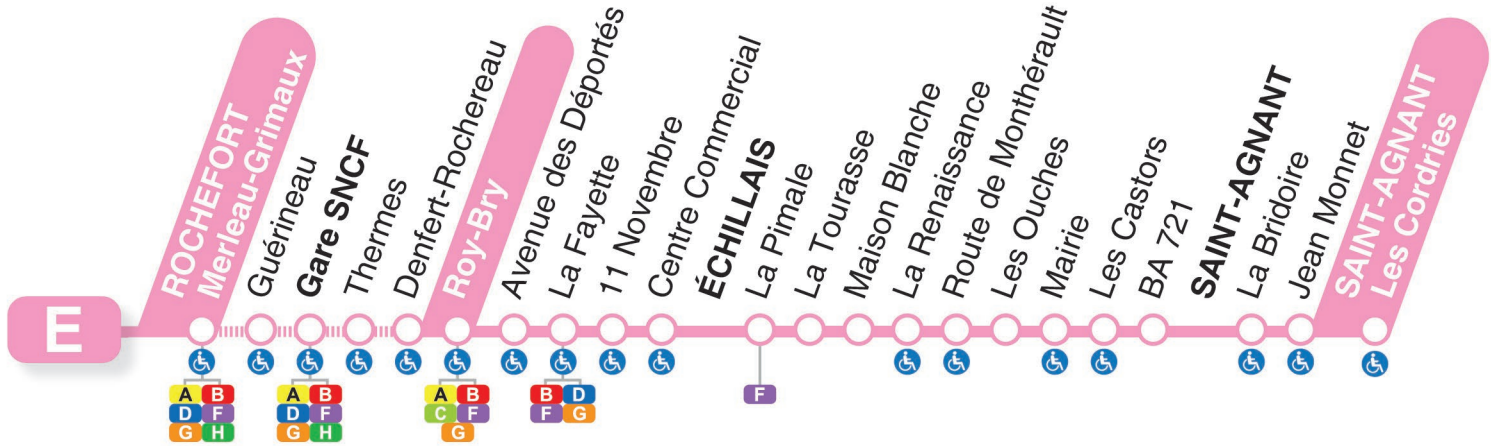 E
ROCHEFORT
Merleau-Grimaux
Guérineau
Gare SNCF
Thermes
Denfert-Rochereau
Roy-Bry
Avenue des Déportés
La Fayette
11 Novembre
Centre Commercial
ÉCHILLAIS
La Pimale
La Tourasse
Maison Blanche
La Renaissance
Route de Monthérault
Les Ouches
Mairie
Les Castors
BA 721
SAINT-AGNANT
La Bridoire
Jean Monnet
SAINT-AGNANT
Les Cordries
A B
D F
G H
A B
D F
G H
A B
C F
G
B D
F G
F